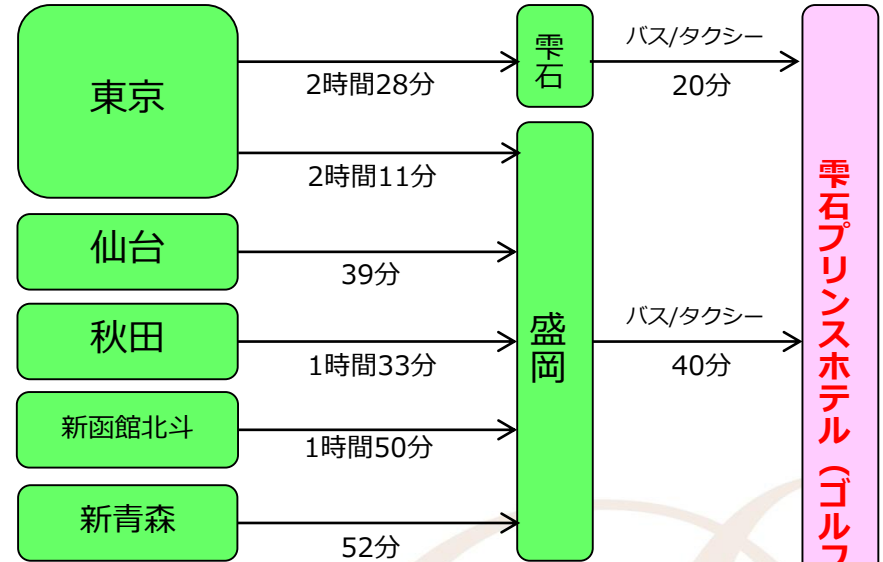 東京
2時間28分
雫石
バス/タクシー
20分
2時間11分
仙台
39分
秋田
1時間33分
盛岡
バス/タクシー
40分
新函館北斗
1時間50分
新青森
52分
雫石プリンスホテル（ゴルフ